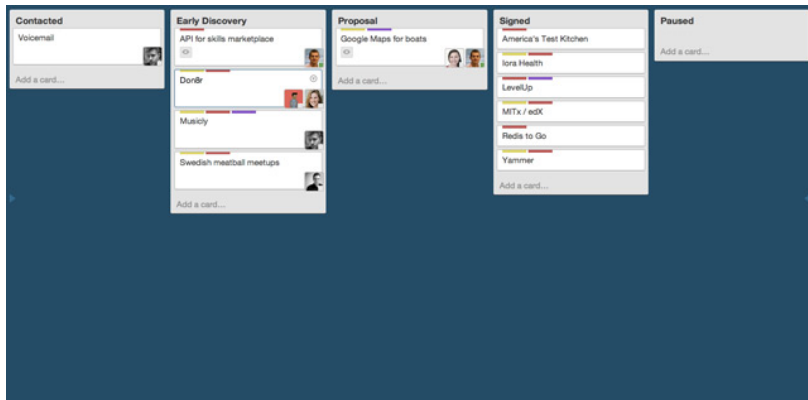 Contacted
Voicemail
Add a card...
Early Discovery
API for skills marketplace
Don8r
Musicly
Swedish meatball meetups
Add a card...
Proposal
Google Maps for boats
Add a card...
Signed
America's Test Kitchen
Iora Health
LevelUp
MITx / edX
Redis to Go
Yammer
Add a card...
Paused
Add a card...